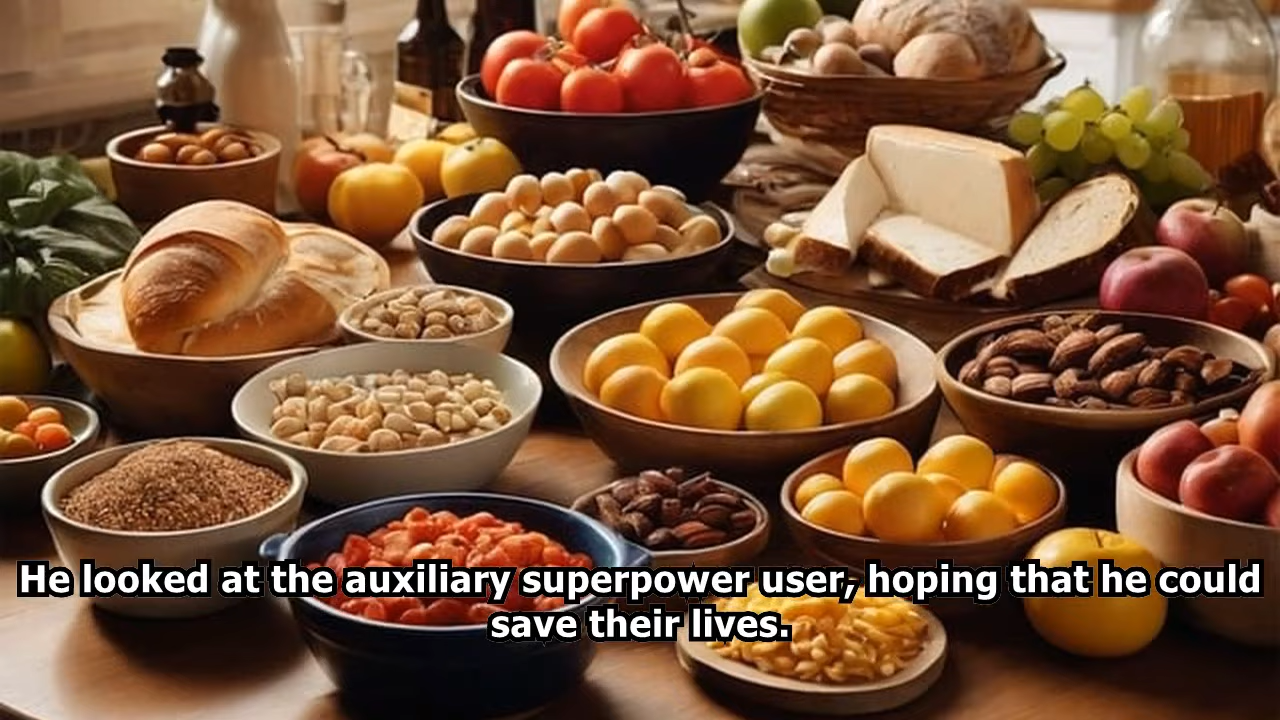 He looked at the auxiliary superpower user, hoping that he could
save their lives.